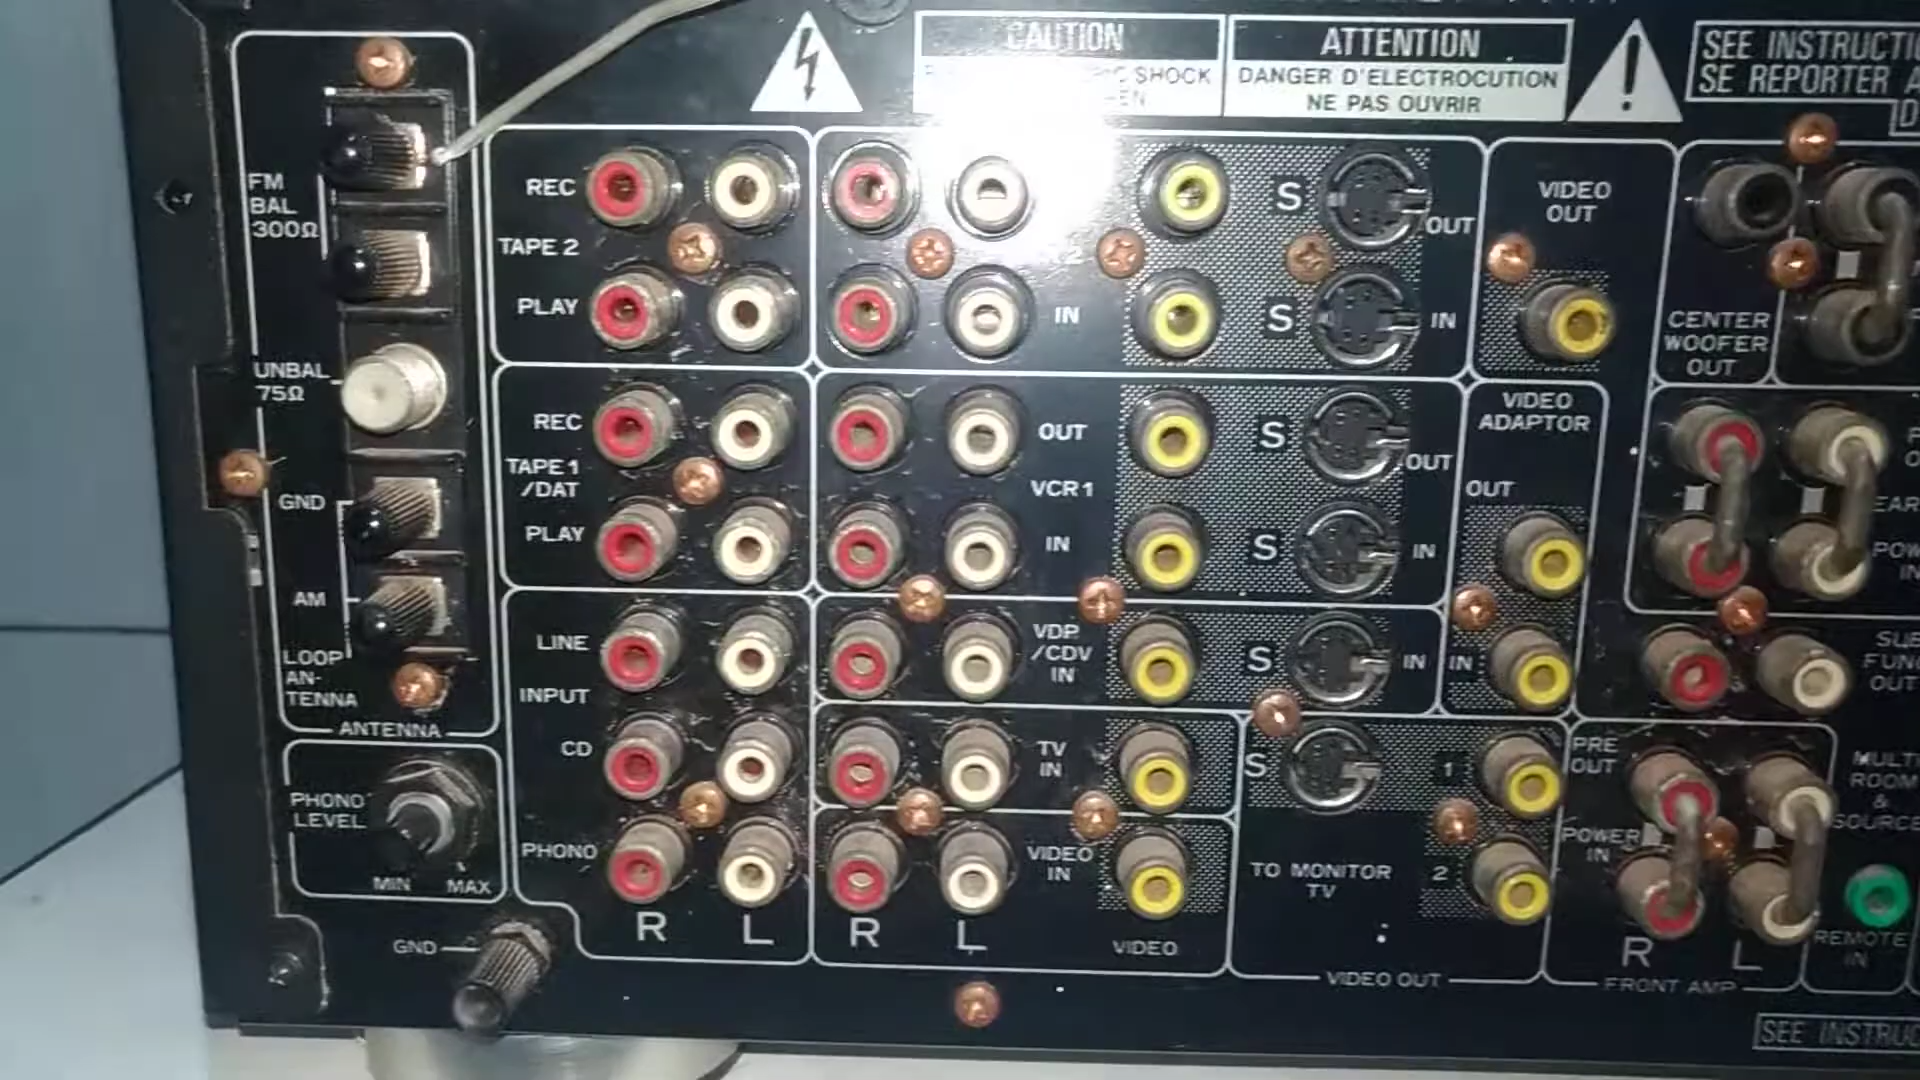 CAUTION
SHOCK
ATTENTION
DANGER D'ELECTROCUTION
NE PAS OUVRIR
SE REPORTER A
FM
BAL
300Ω
UNBAL
75Ω
GND
AM
LOOP
AN-
TENNA
ANTENNA
PHONO
LEVEL
MIN MAX
GND
REC
TAPE 2
PLAY
REC
TAPE 1
/DAT
PLAY
LINE
INPUT
CD
PHONO
R L
2
IN
OUT
VCR 1
IN
VDP
/CDV
IN
TV
IN
VIDEO
IN
R L
VIDEO
S
OUT
S IN
S
OUT
S IN
S IN
S
1
TO MONITOR
TV
2
VIDEO OUT
VIDEO
OUT
VIDEO
ADAPTOR
OUT
IN
CENTER
WOOFER
OUT
OUT
PRE
OUT
POWER
IN
R L
FRONT AMP
ROOM
&
SOURCE
REMOTE
IN
SEE